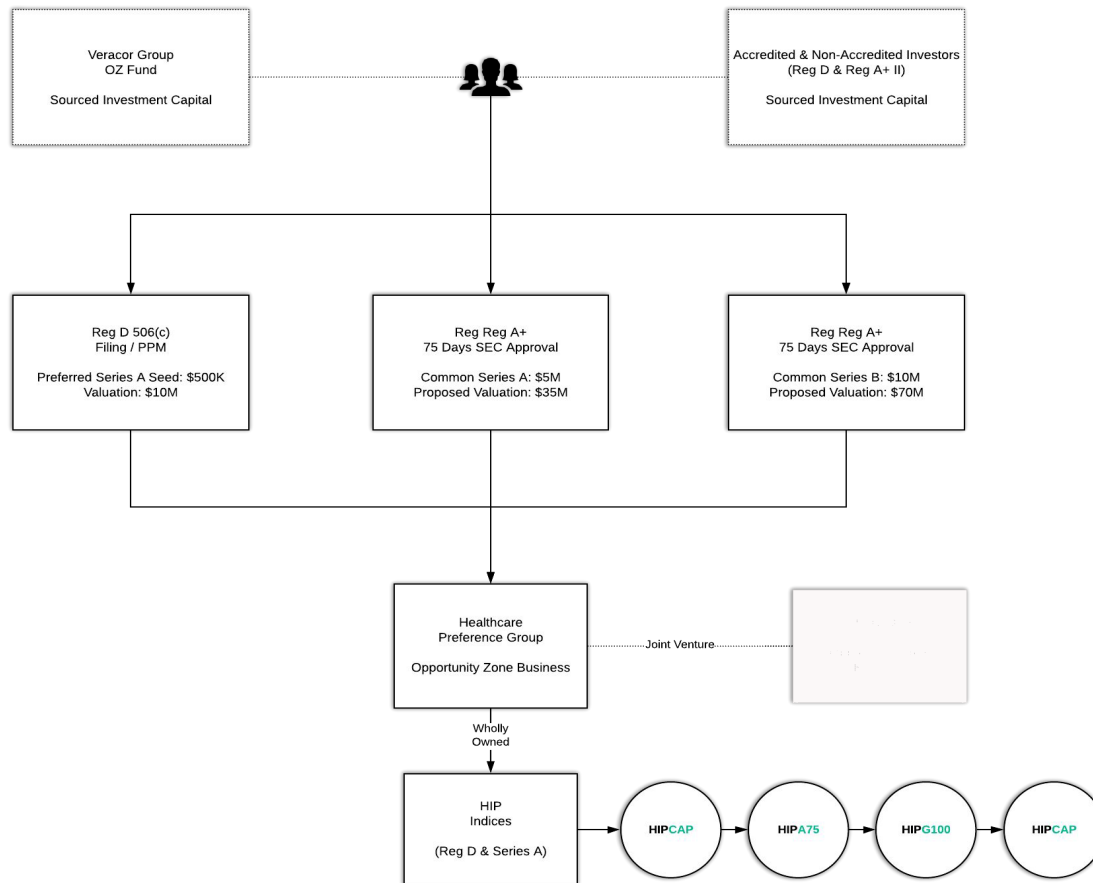 Veracor Group
OZ Fund
Sourced Investment Capital
Accredited & Non-Accredited Investors
(Reg D & Reg A+ II)
Sourced Investment Capital
Reg D 506(c)
Filing / PPM
Preferred Series A Seed: $500K
Valuation: $10M
Reg Reg A+
75 Days SEC Approval
Common Series A: $5M
Proposed Valuation: $35M
Reg Reg A+
75 Days SEC Approval
Common Series B: $10M
Proposed Valuation: $70M
Healthcare
Preference Group
Opportunity Zone Business
Joint Venture
Wholly
Owned
HIP
Indices
(Reg D & Series A)
HIPCAP
HIPA75
HIPG100
HIPCAP